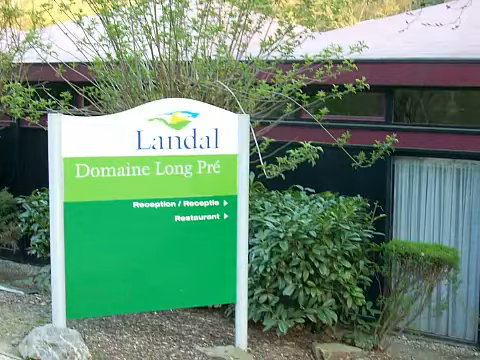 Landal
Domaine Long Pré
Reception / Receptie
Restaurant